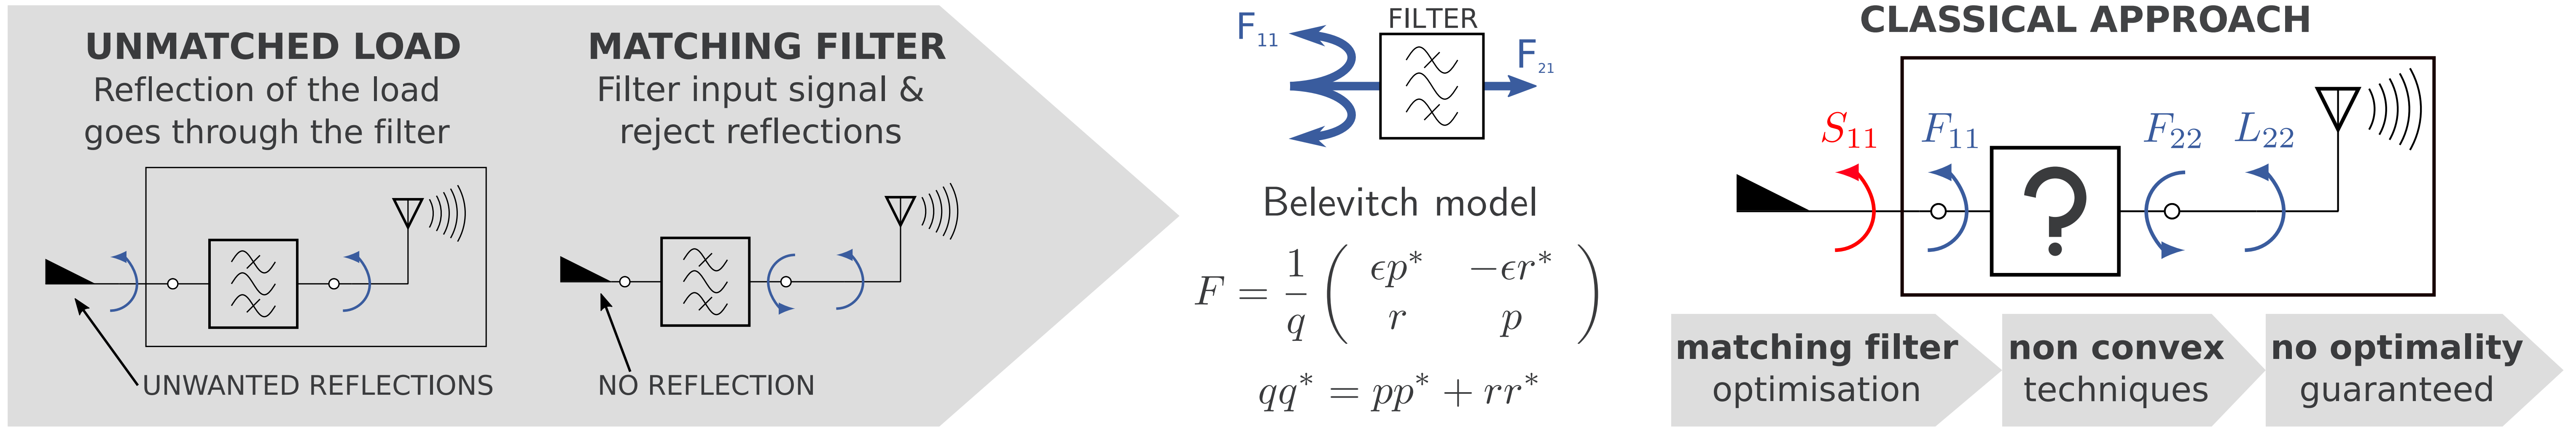 UNMATCHED LOAD
Reflection of the load
goes through the filter
UNWANTED REFLECTIONS
MATCHING FILTER
Filter input signal &
reject reflections
NO REFLECTION
FILTER
F₁₁
F₂₁
Belevitch model
F = 1/q ( ϵp* −ϵr*
r p )
qq* = pp* + rr*
CLASSICAL APPROACH
S₁₁ F₁₁ F₂₂ L₂₂
?
matching filter
optimisation
non convex
techniques
no optimality
guaranteed